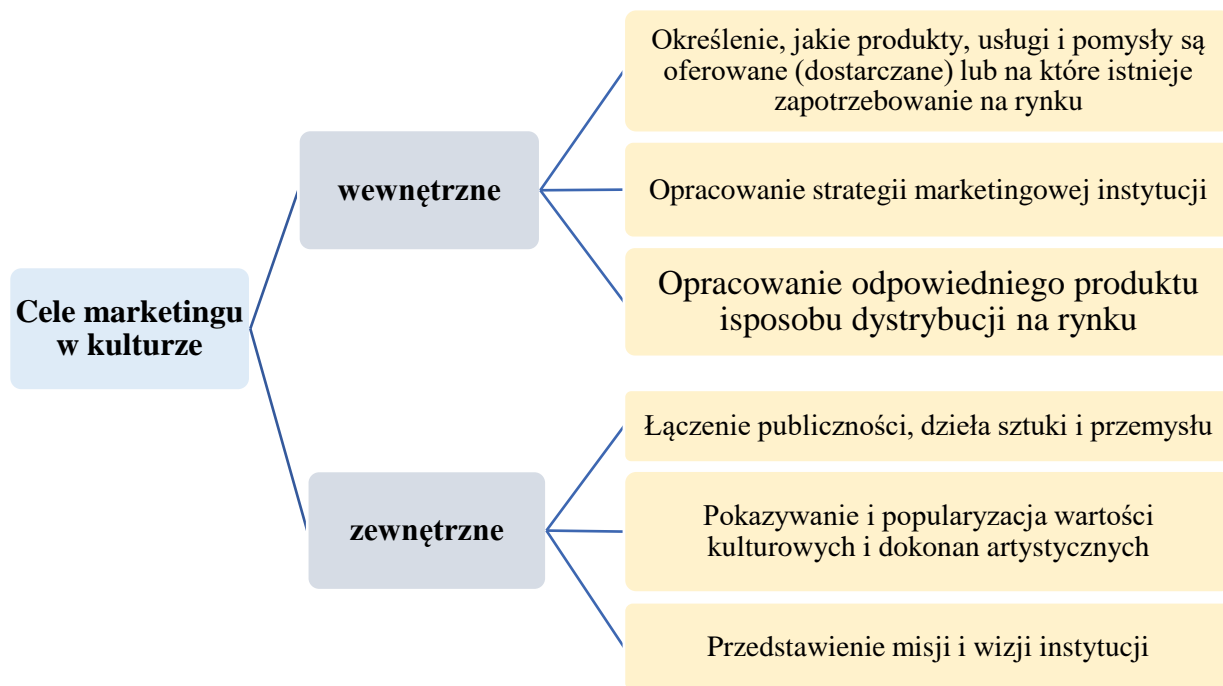 Cele marketingu
w kulturze
wewnętrzne
Określenie, jakie produkty, usługi i pomysły są
oferowane (dostarczane) lub na które istnieje
zapotrzebowanie na rynku
Opracowanie strategii marketingowej instytucji
Opracowanie odpowiedniego produktu
isposobu dystrybucji na rynku
zewnętrzne
Łączenie publiczności, dzieła sztuki i przemysłu
Pokazywanie i popularyzacja wartości
kulturowych i dokonan artystycznych
Przedstawienie misji i wizji instytucji